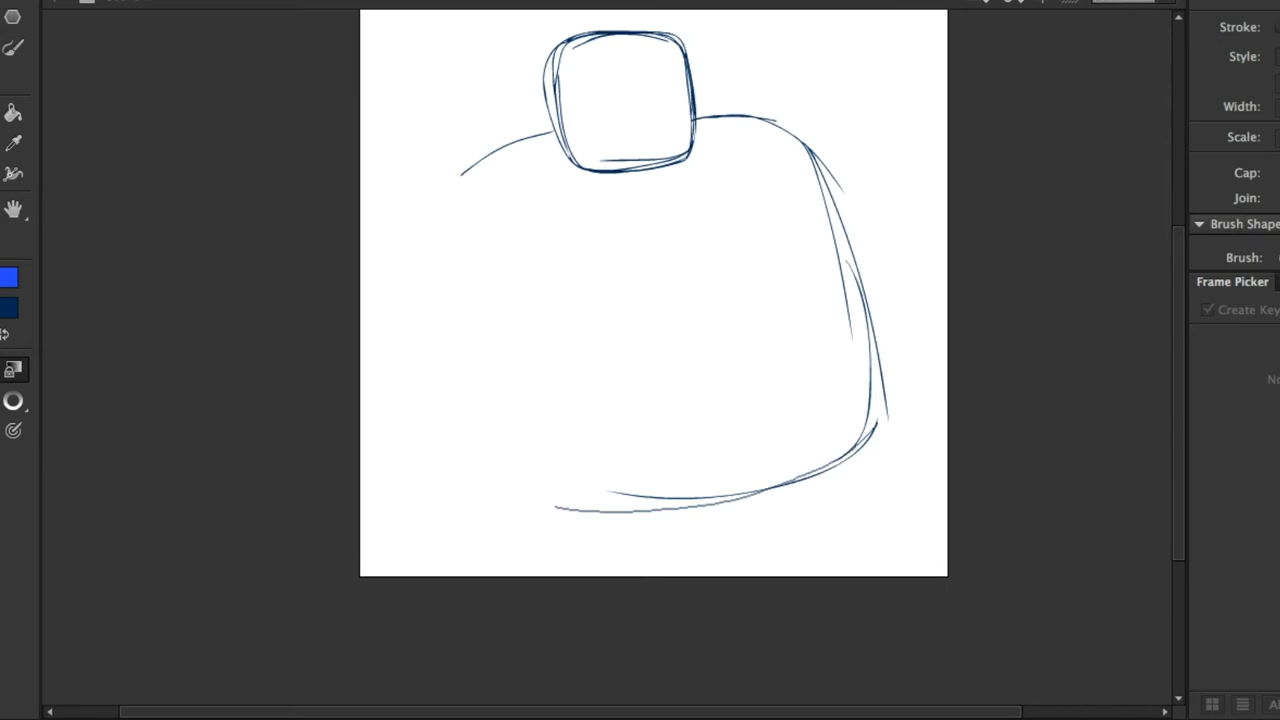 Stroke:
Style:
Width:
Scale:
Cap:
Join:
Brush Shape
Brush:
Frame Picker
Create Key